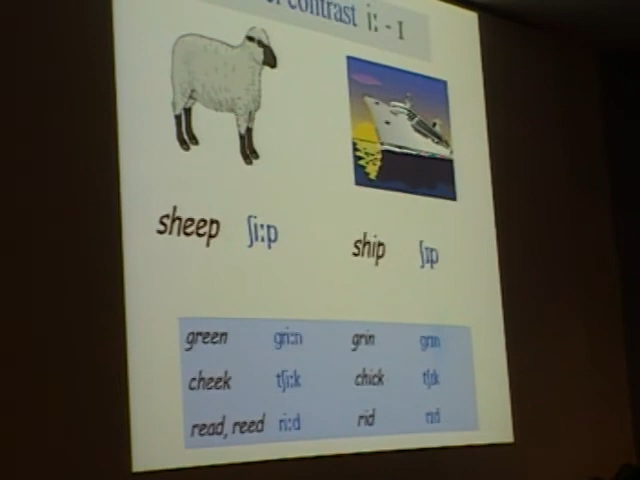 contrast iː - ɪ
sheep ʃiːp ship ʃɪp
green griːn grin grɪn
cheek tʃiːk chick tʃɪk
read, reed riːd rid rɪd